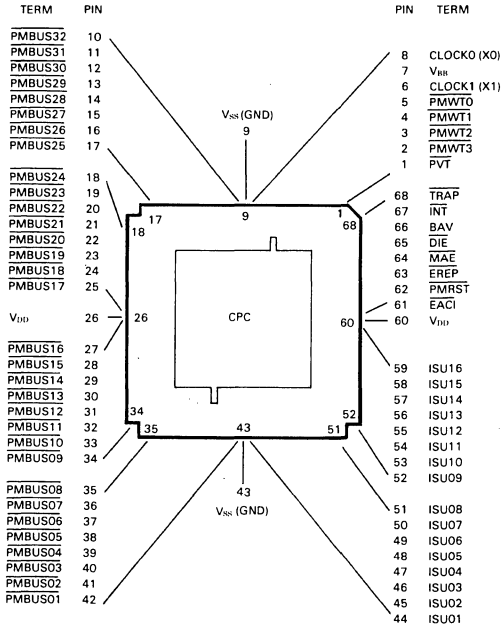 TERM PIN PIN TERM
PMBUS32 10
PMBUS31 11
PMBUS30 12
PMBUS29 13
PMBUS28 14
PMBUS27 15
PMBUS26 16
PMBUS25 17
PMBUS24 18
PMBUS23 19
PMBUS22 20
PMBUS21 21
PMBUS20 22
PMBUS19 23
PMBUS18 24
PMBUS17 25
VDD 26
PMBUS16 27
PMBUS15 28
PMBUS14 29
PMBUS13 30
PMBUS12 31
PMBUS11 32
PMBUS10 33
PMBUS09 34
PMBUS08 35
PMBUS07 36
PMBUS06 37
PMBUS05 38
PMBUS04 39
PMBUS03 40
PMBUS02 41
PMBUS01 42
VSS (GND)
9
17 9 1
18 68
26 CPC 60
34 52
35 43 51
43
VSS (GND)
8 CLOCK0 (X0)
7 VBB
6 CLOCK1 (X1)
5 PMWT0
4 PMWT1
3 PMWT2
2 PMWT3
1 PVT
68 TRAP
67 INT
66 BAV
65 DIE
64 MAE
63 EREP
62 PMRST
61 EACI
60 VDD
59 ISU16
58 ISU15
57 ISU14
56 ISU13
55 ISU12
54 ISU11
53 ISU10
52 ISU09
51 ISU08
50 ISU07
49 ISU06
48 ISU05
47 ISU04
46 ISU03
45 ISU02
44 ISU01